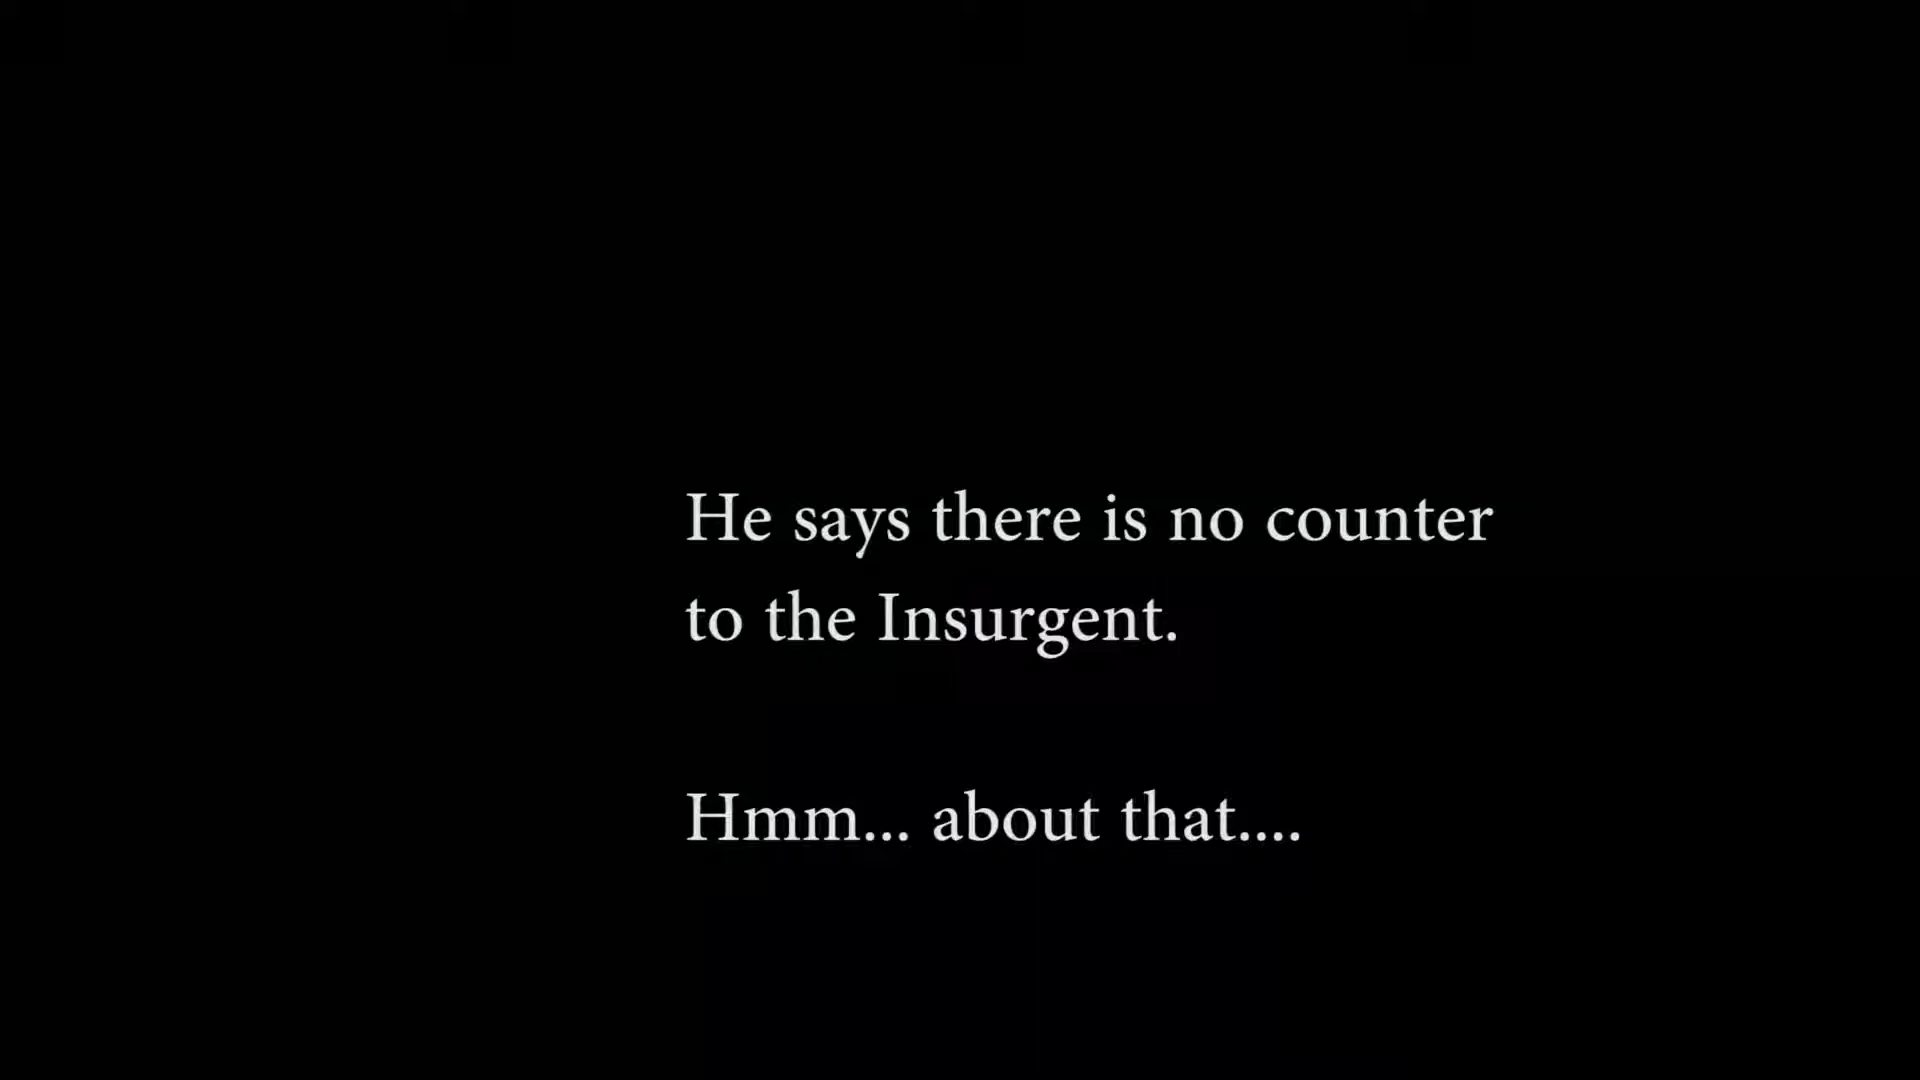 He says there is no counter
to the Insurgent.
Hmm... about that....